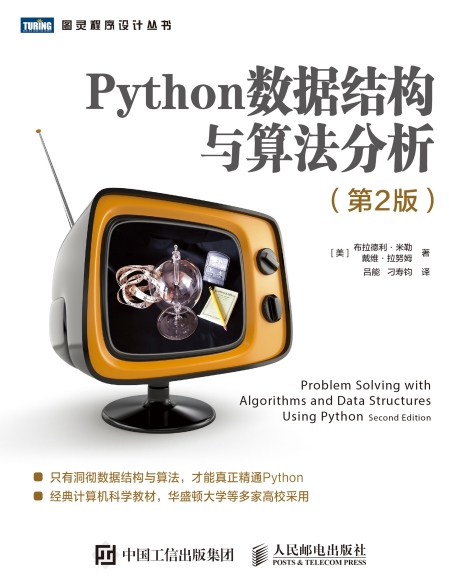 TURING 图灵程序设计丛书
Python数据结构
与算法分析
（第2版）
[美] 布拉德利·米勒 著
戴维·拉努姆
吕能 刁寿钧 译
Problem Solving with
Algorithms and Data Structures
Using Python Second Edition
只有洞彻数据结构与算法，才能真正精通Python
经典计算机科学教材，华盛顿大学等多家高校采用
中国工信出版集团 人民邮电出版社
POSTS & TELECOM PRESS